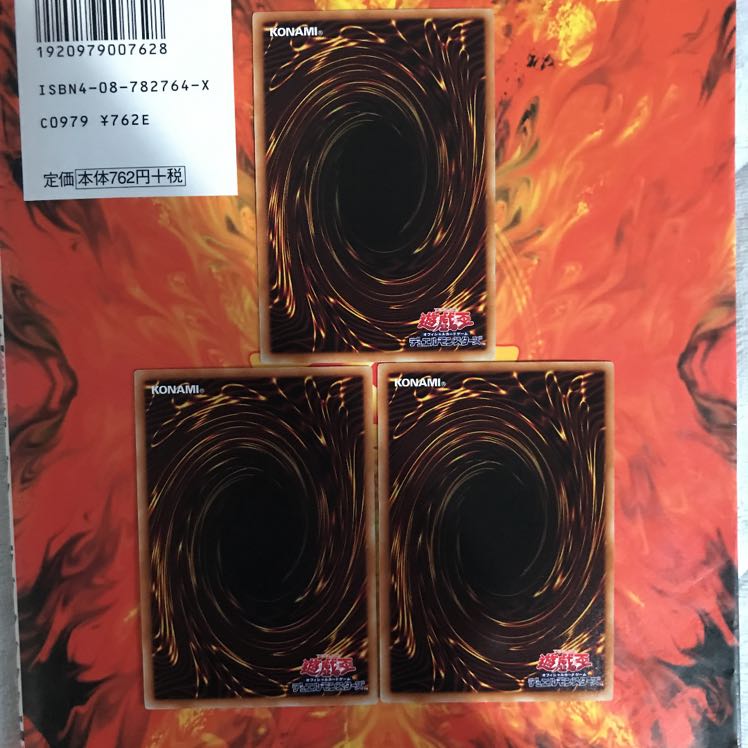 1920979007628
ISBN4-08-782764-X
C0979 ¥762E
定価 本体762円+税
KONAMI®
遊戯王
オフィシャルカードゲーム
デュエルモンスターズ
KONAMI®
遊戯王
オフィシャルカードゲーム
デュエルモンスターズ
KONAMI®
遊戯王
オフィシャルカードゲーム
デュエルモンスターズ